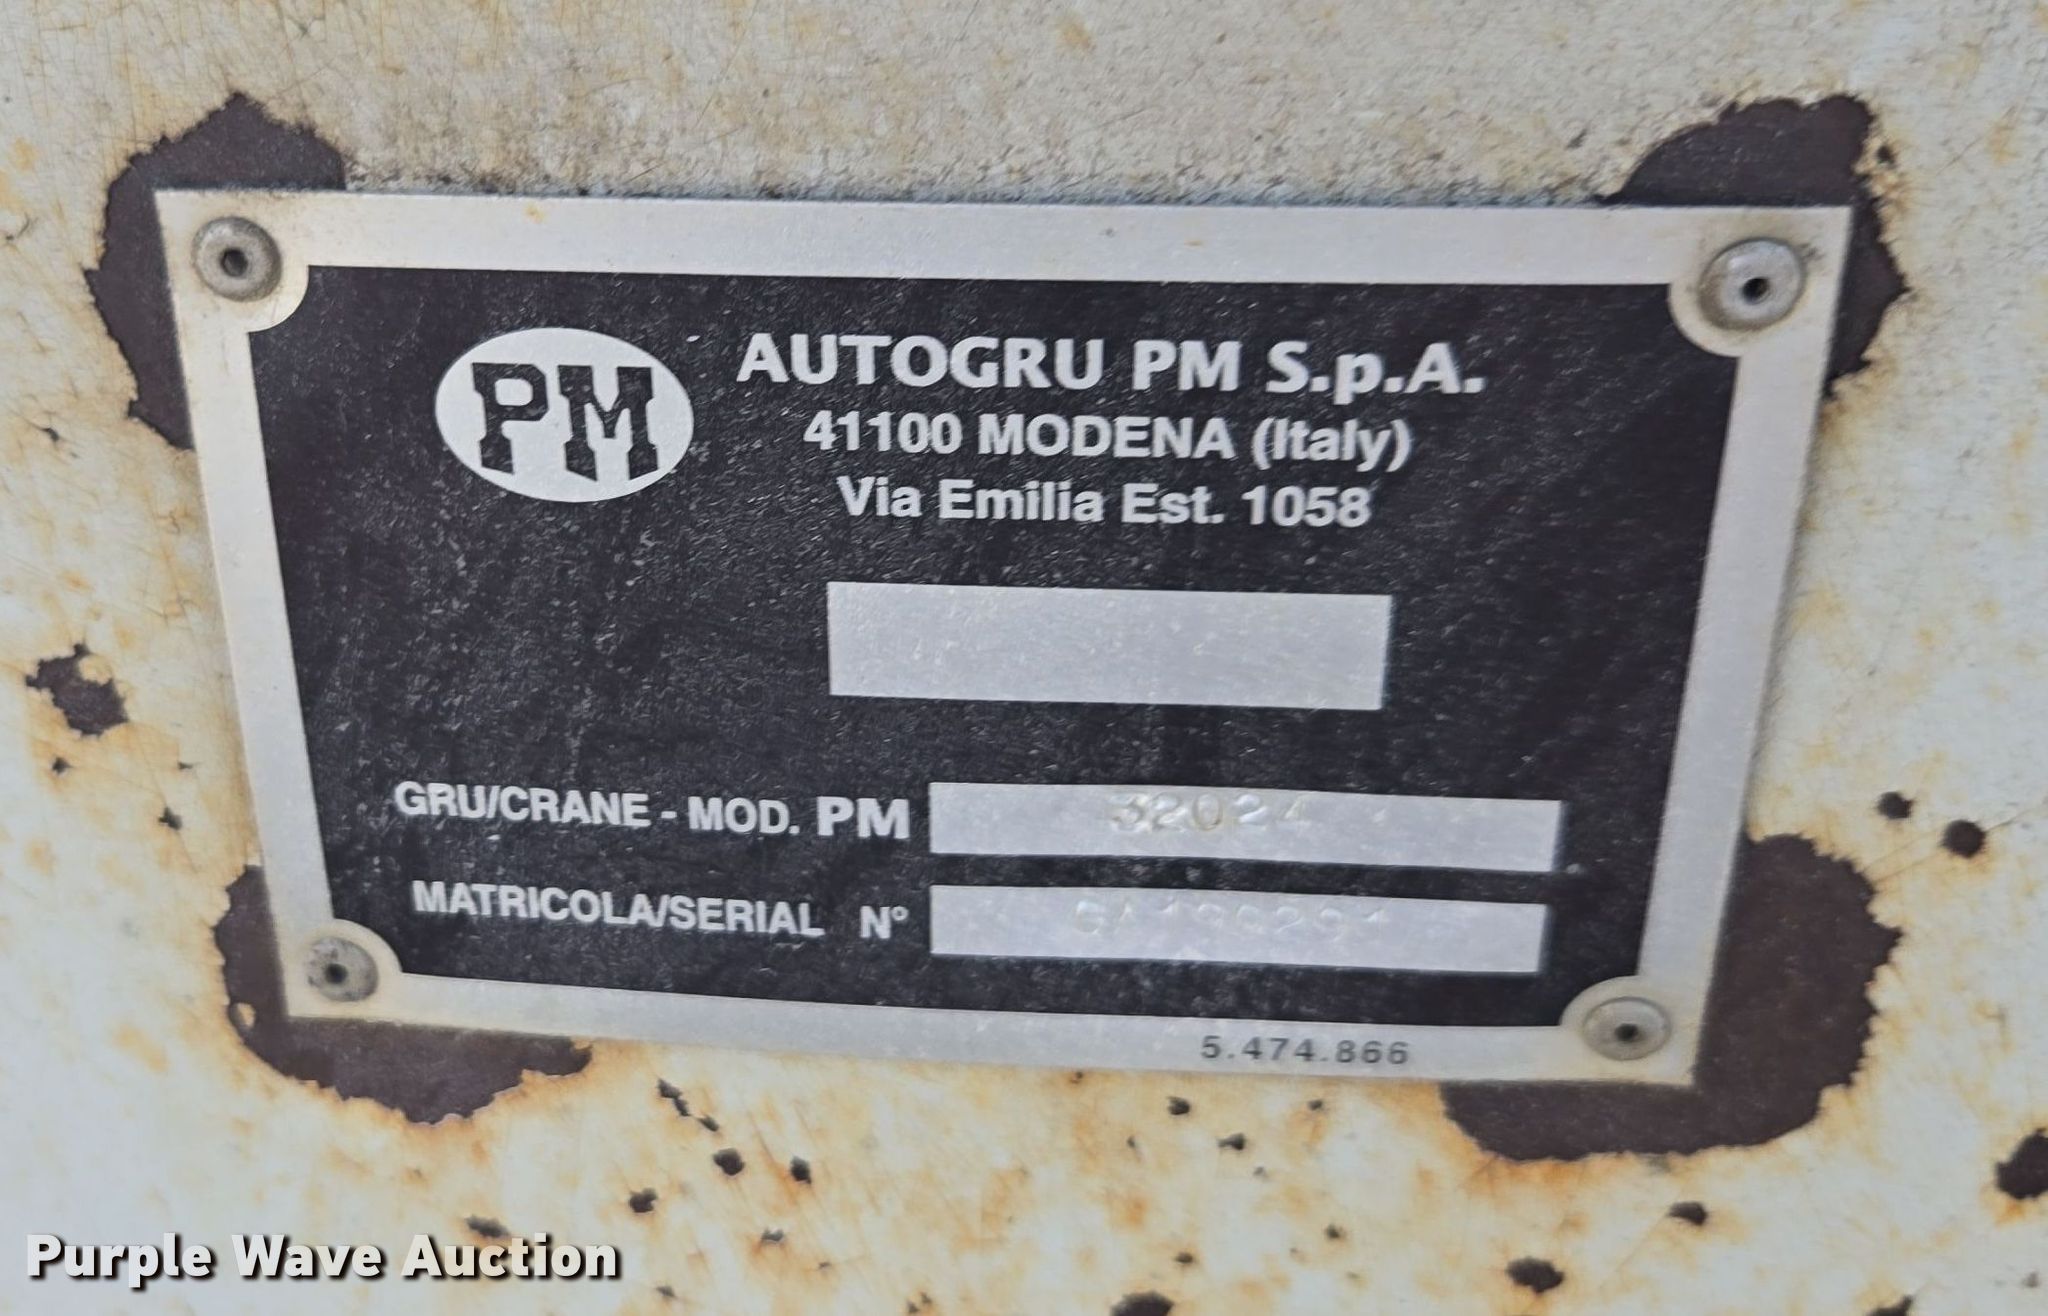 PM
AUTOGRU PM S.p.A.
41100 MODENA (Italy)
Via Emilia Est. 1058
GRU/CRANE - MOD. PM 32024
MATRICOLA/SERIAL N°
5.474.866
Purple Wave Auction